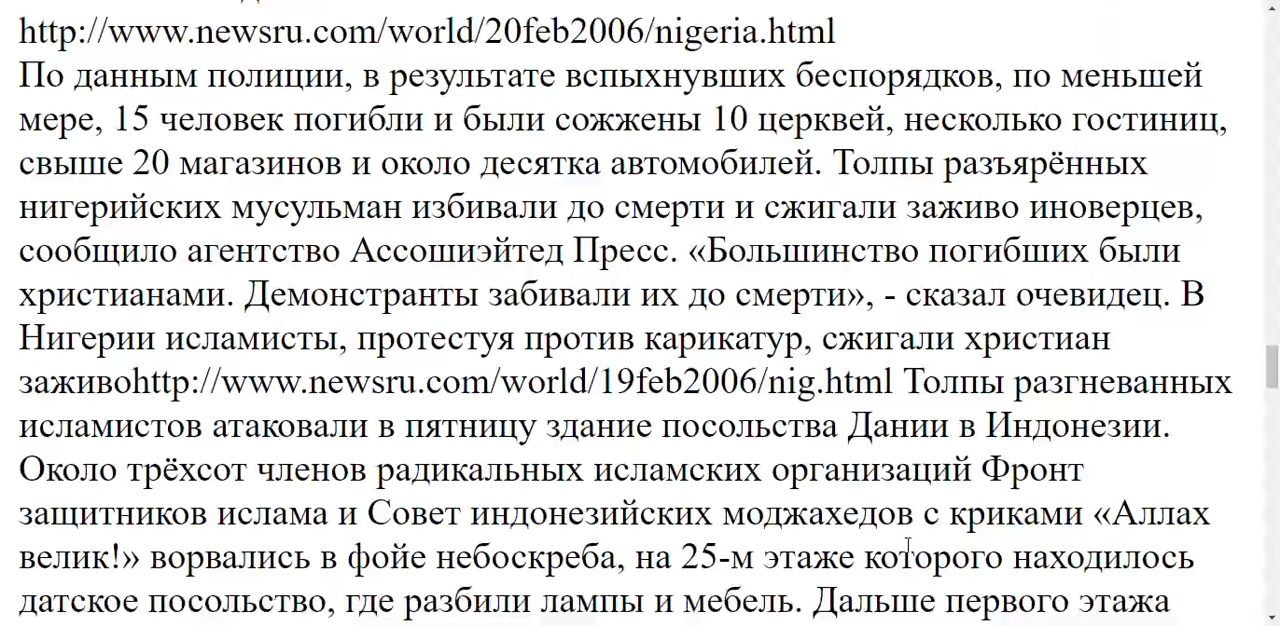 http://www.newsru.com/world/20feb2006/nigeria.html
По данным полиции, в результате вспыхнувших беспорядков, по меньшей
мере, 15 человек погибли и были сожжены 10 церквей, несколько гостиниц,
свыше 20 магазинов и около десятка автомобилей. Толпы разъярённых
нигерийских мусульман избивали до смерти и сжигали заживо иноверцев,
сообщило агентство Ассошиэйтед Пресс. «Большинство погибших были
христианами. Демонстранты забивали их до смерти», - сказал очевидец. В
Нигерии исламисты, протестуя против карикатур, сжигали христиан
заживоhttp://www.newsru.com/world/19feb2006/nig.html Толпы разгневанных
исламистов атаковали в пятницу здание посольства Дании в Индонезии.
Около трёхсот членов радикальных исламских организаций Фронт
защитников ислама и Совет индонезийских моджахедов с криками «Аллах
велик!» ворвались в фойе небоскреба, на 25-м этаже которого находилось
датское посольство, где разбили лампы и мебель. Дальше первого этажа